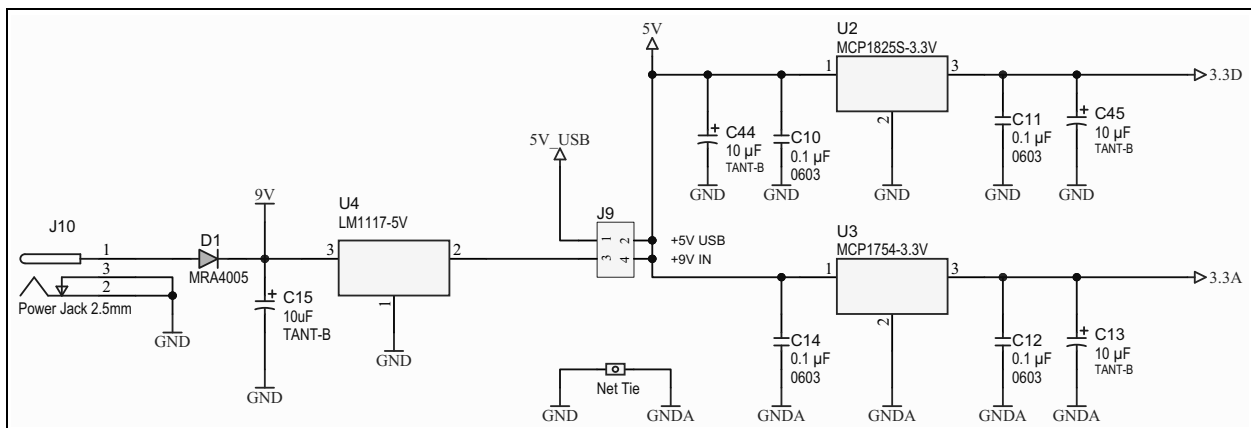 J10
1
3
2
Power Jack 2.5mm
GND
D1
MRA4005
9V
C15
10uF
TANT-B
GND
U4
LM1117-5V
3
2
1
GND
5V_USB
J9
1
2
3
4
+5V USB
+9V IN
5V
C44
10 µF
TANT-B
GND
C10
0.1 µF
0603
GND
U2
MCP1825S-3.3V
1
3
2
GND
C11
0.1 µF
0603
GND
C45
10 µF
TANT-B
GND
3.3D
U3
MCP1754-3.3V
1
3
2
GNDA
C14
0.1 µF
0603
GNDA
C12
0.1 µF
0603
GNDA
C13
10 µF
TANT-B
GNDA
3.3A
Net Tie
GND
GNDA